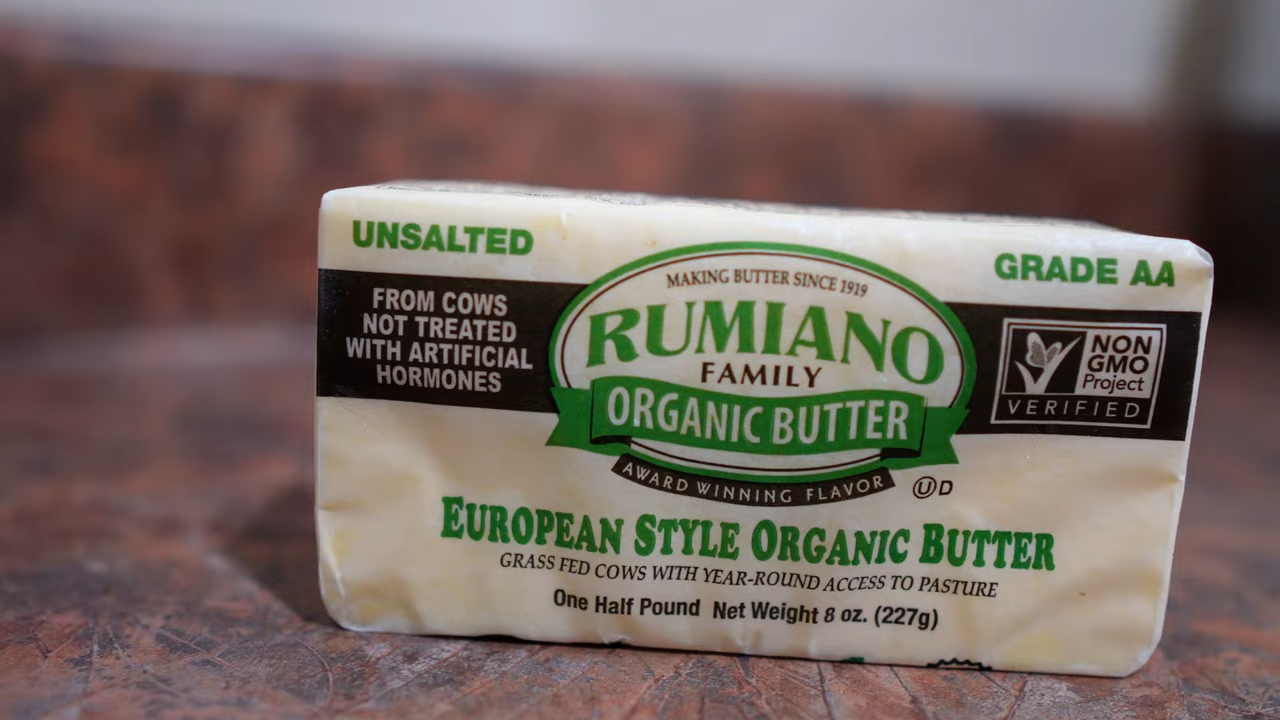 UNSALTED
GRADE AA
FROM COWS
NOT TREATED
WITH ARTIFICIAL
HORMONES
MAKING BUTTER SINCE 1919
RUMIANO
FAMILY
ORGANIC BUTTER
AWARD WINNING FLAVOR
U D
NON
GMO
Project
VERIFIED
EUROPEAN STYLE ORGANIC BUTTER
GRASS FED COWS WITH YEAR-ROUND ACCESS TO PASTURE
One Half Pound Net Weight 8 oz. (227g)